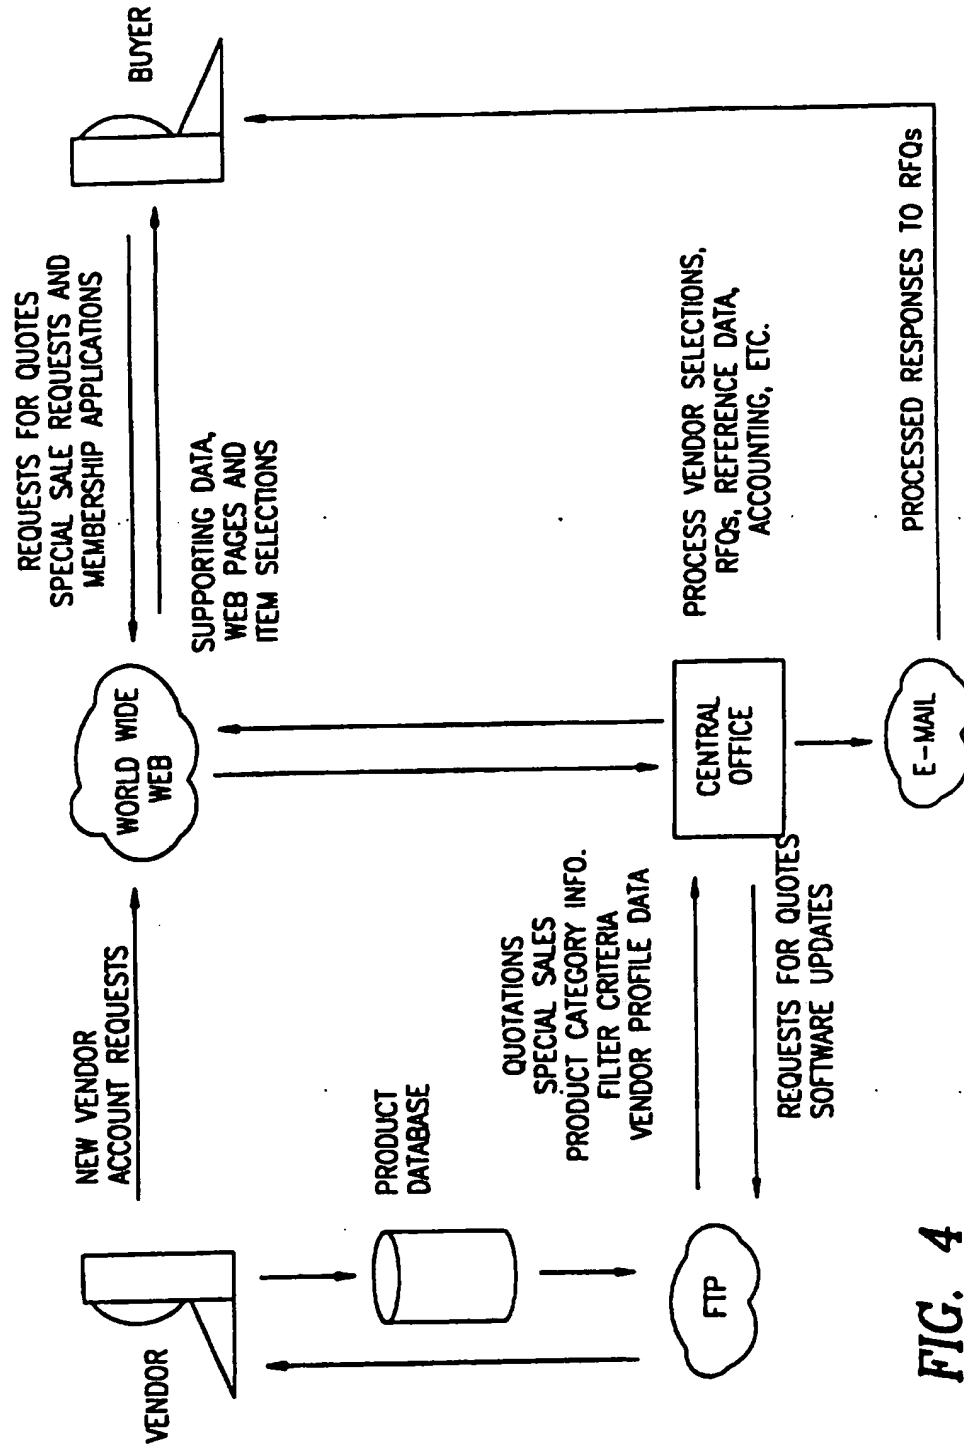 VENDOR
NEW VENDOR
ACCOUNT REQUESTS
WORLD WIDE
WEB
REQUESTS FOR QUOTES
SPECIAL SALE REQUESTS AND
MEMBERSHIP APPLICATIONS
BUYER
SUPPORTING DATA,
WEB PAGES AND
ITEM SELECTIONS
PRODUCT
DATABASE
QUOTATIONS
SPECIAL SALES
PRODUCT CATEGORY INFO.
FILTER CRITERIA
VENDOR PROFILE DATA
FTP
CENTRAL
OFFICE
PROCESS VENDOR SELECTIONS,
RFQs, REFERENCE DATA,
ACCOUNTING, ETC.
REQUESTS FOR QUOTES
SOFTWARE UPDATES
E-MAIL
PROCESSED RESPONSES TO RFQs
FIG. 4